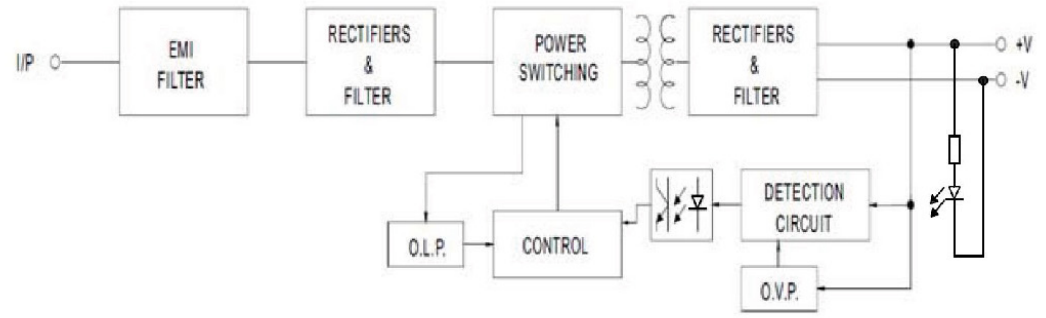 I/P
EMI
FILTER
RECTIFIERS
&
FILTER
POWER
SWITCHING
RECTIFIERS
&
FILTER
+V
-V
DETECTION
CIRCUIT
O.L.P.
CONTROL
O.V.P.